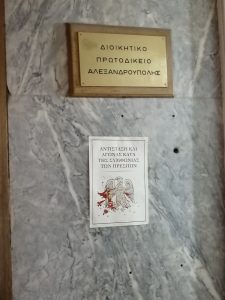 ΔΙΟΙΚΗΤΙΚΟ
ΠΡΩΤΟΔΙΚΕΙΟ
ΑΛΕΞΑΝΔΡΟΥΠΟΛΗΣ
ΑΝΤΙΣΤΑΣΗ ΚΑΙ
ΑΓΩΝΑΣ ΚΑΤΑ
ΤΗΣ ΣΥΜΦΩΝΙΑΣ
ΤΩΝ ΠΡΕΣΠΩΝ